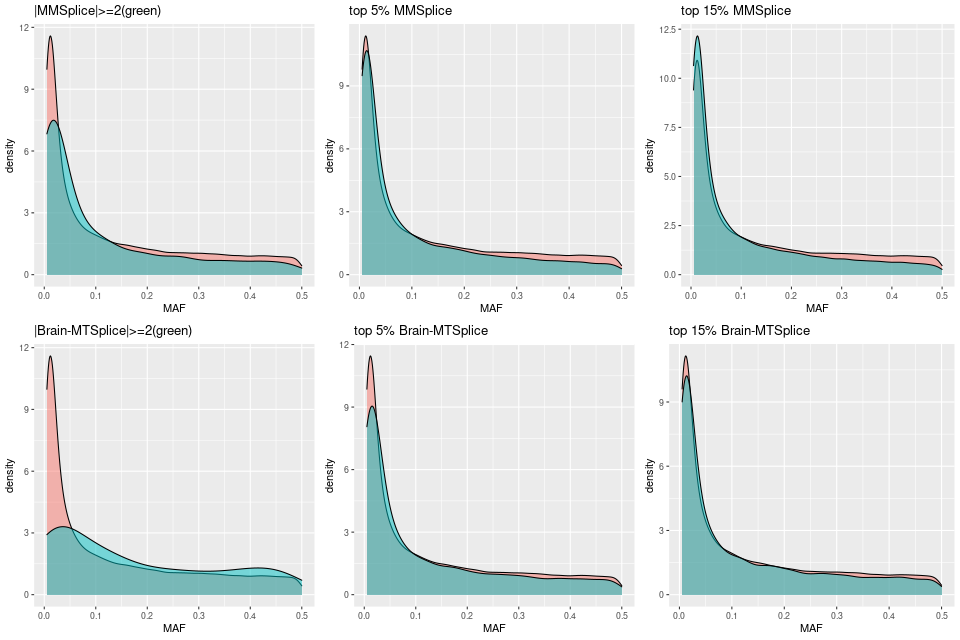 |MMSplice|>=2(green)
12
9
6
3
0
density
0.0 0.1 0.2 0.3 0.4 0.5
MAF
top 5% MMSplice
9
6
3
0
density
0.0 0.1 0.2 0.3 0.4 0.5
MAF
top 15% MMSplice
12.5
10.0
7.5
5.0
2.5
0.0
density
0.0 0.1 0.2 0.3 0.4 0.5
MAF
|Brain-MTSplice|>=2(green)
12
9
6
3
0
density
0.0 0.1 0.2 0.3 0.4 0.5
MAF
top 5% Brain-MTSplice
12
9
6
3
0
density
0.0 0.1 0.2 0.3 0.4 0.5
MAF
top 15% Brain-MTSplice
9
6
3
0
density
0.0 0.1 0.2 0.3 0.4 0.5
MAF